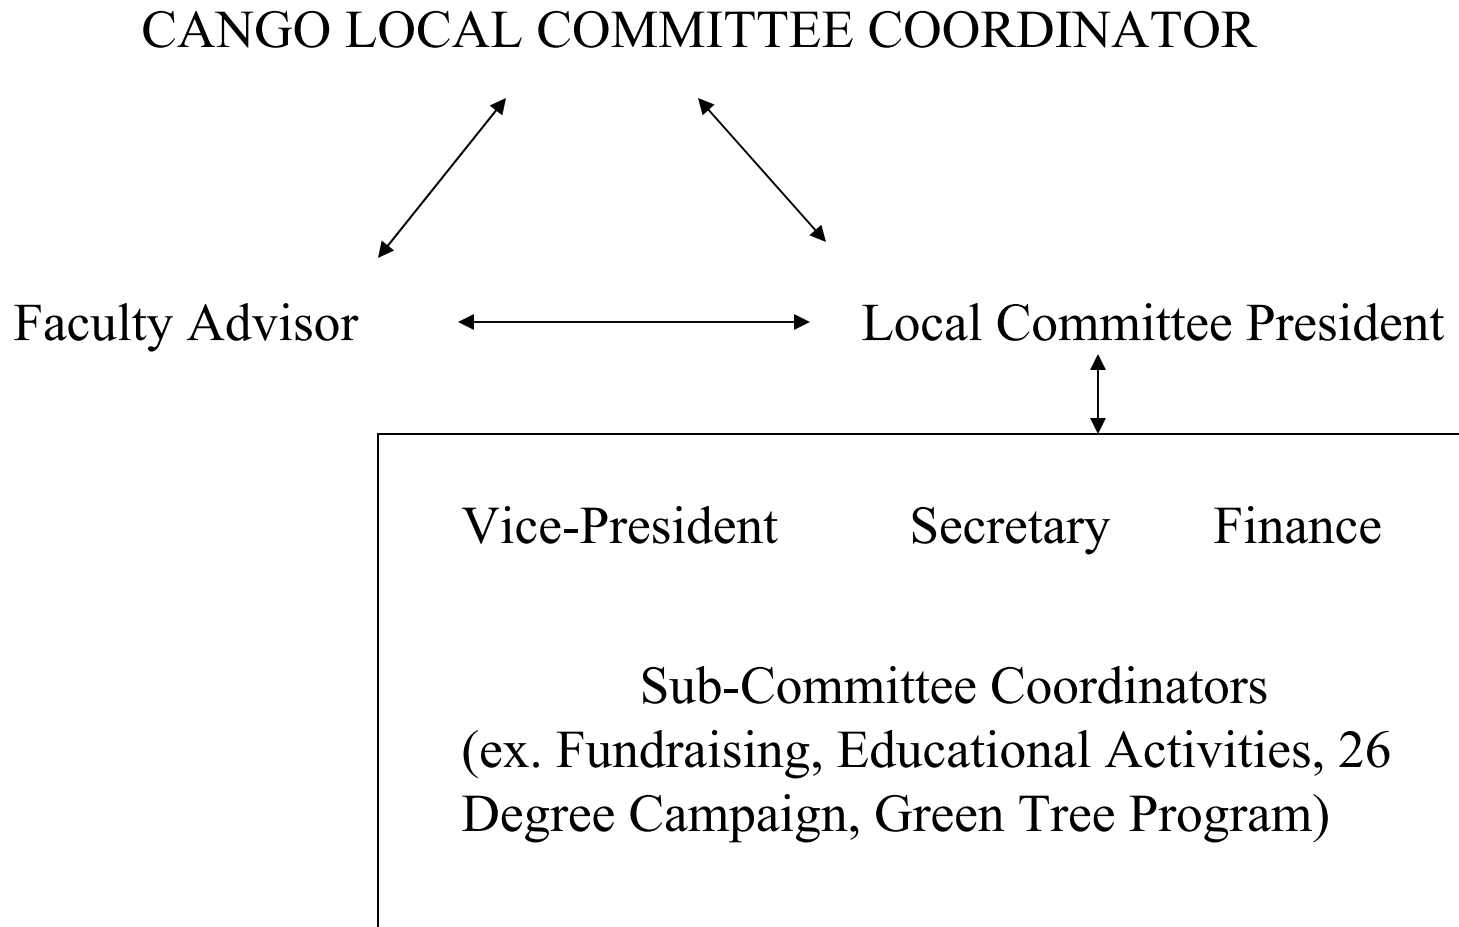 CANGO LOCAL COMMITTEE COORDINATOR
Faculty Advisor
Local Committee President
Vice-President Secretary Finance
Sub-Committee Coordinators
(ex. Fundraising, Educational Activities, 26
Degree Campaign, Green Tree Program)